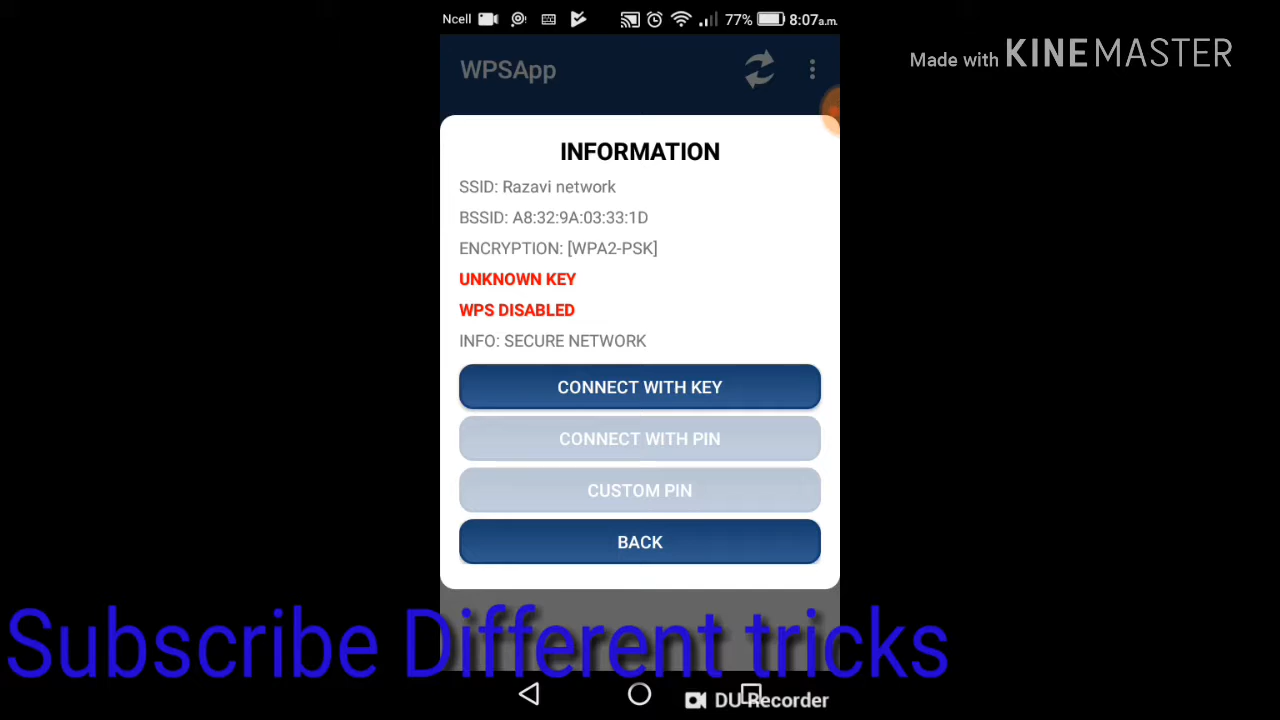 Ncell 77% 8:07a.m.
Made with KINEMASTER
WPSApp
INFORMATION
SSID: Razavi network
BSSID: A8:32:9A:03:33:1D
ENCRYPTION: [WPA2-PSK]
UNKNOWN KEY
WPS DISABLED
INFO: SECURE NETWORK
CONNECT WITH KEY
CONNECT WITH PIN
CUSTOM PIN
BACK
Subscribe Different tricks
DU Recorder